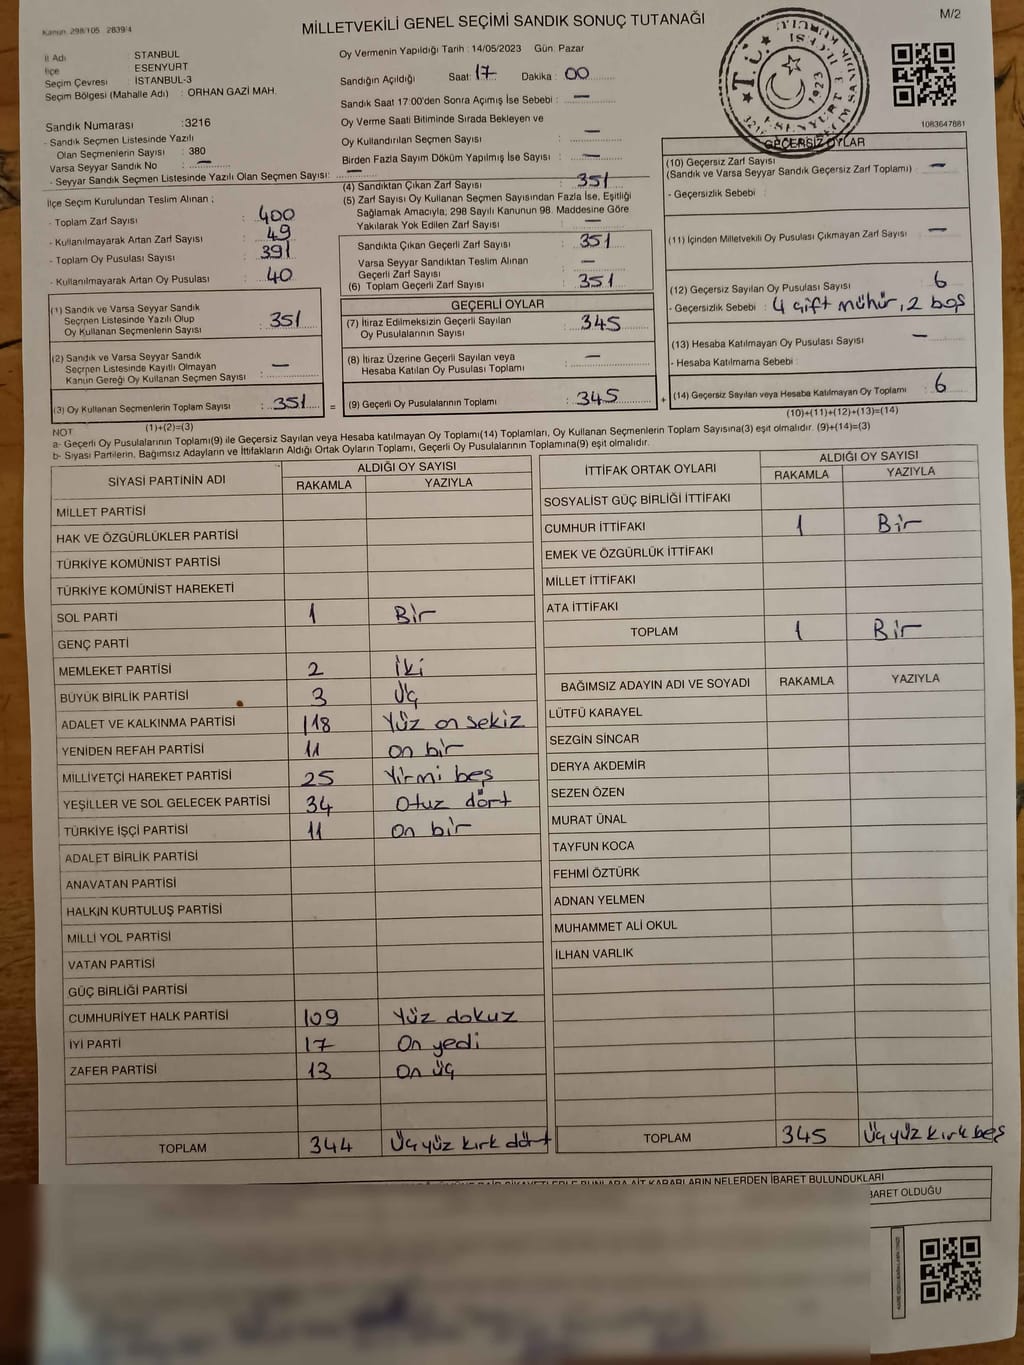 Kanun 298/105 2839/4
MİLLETVEKİLİ GENEL SEÇİMİ SANDIK SONUÇ TUTANAĞI
M/2
İl Adı : İSTANBUL
İlçe : ESENYURT
Seçim Çevresi : İSTANBUL-3
Seçim Bölgesi (Mahalle Adı) : ORHAN GAZİ MAH.
Sandık Numarası : 3216
- Sandık Seçmen Listesinde Yazılı
Olan Seçmenlerin Sayısı : 380
Varsa Seyyar Sandık No : —
- Seyyar Sandık Seçmen Listesinde Yazılı Olan Seçmen Sayısı: —
Oy Vermenin Yapıldığı Tarih : 14/05/2023 Gün: Pazar
Sandığın Açıldığı Saat: 17 Dakika : 00
Sandık Saat 17:00'den Sonra Açımış İse Sebebi : —
Oy Verme Saati Bitiminde Sırada Bekleyen ve
Oy Kullandırılan Seçmen Sayısı : —
Birden Fazla Sayım Döküm Yapılmış İse Sayısı : —
T.C.
ESENYURT
1923
3216
1083647881
İlçe Seçim Kurulundan Teslim Alınan ;
- Toplam Zarf Sayısı : 400
- Kullanılmayarak Artan Zarf Sayısı : 49
- Toplam Oy Pusulası Sayısı : 391
- Kullanılmayarak Artan Oy Pusulası : 40
(1) Sandık ve Varsa Seyyar Sandık
Seçmen Listesinde Yazılı Olup
Oy Kullanan Seçmenlerin Sayısı : 351
(2) Sandık ve Varsa Seyyar Sandık
Seçmen Listesinde Kayıtlı Olmayan
Kanun Gereği Oy Kullanan Seçmen Sayısı : —
(3) Oy Kullanan Seçmenlerin Toplam Sayısı : 351 =
(1)+(2)=(3)
(4) Sandıktan Çıkan Zarf Sayısı : 351
(5) Zarf Sayısı Oy Kullanan Seçmen Sayısından Fazla İse, Eşitliği
Sağlamak Amacıyla; 298 Sayılı Kanunun 98. Maddesine Göre
Yakılarak Yok Edilen Zarf Sayısı : —
Sandıkta Çıkan Geçerli Zarf Sayısı : 351
Varsa Seyyar Sandıktan Teslim Alınan
Geçerli Zarf Sayısı : —
(6) Toplam Geçerli Zarf Sayısı : 351
GEÇERLİ OYLAR
(7) İtiraz Edilmeksizin Geçerli Sayılan
Oy Pusulalarının Sayısı : 345
(8) İtiraz Üzerine Geçerli Sayılan veya
Hesaba Katılan Oy Pusulası Toplamı : —
(9) Geçerli Oy Pusulalarının Toplamı : 345 +
GEÇERSİZ OYLAR
(10) Geçersiz Zarf Sayısı : —
(Sandık ve Varsa Seyyar Sandık Geçersiz Zarf Toplamı)
- Geçersizlik Sebebi :
(11) İçinden Milletvekili Oy Pusulası Çıkmayan Zarf Sayısı : —
(12) Geçersiz Sayılan Oy Pusulası Sayısı : 6
- Geçersizlik Sebebi : 4 çift mühür, 2 boş
(13) Hesaba Katılmayan Oy Pusulası Sayısı : —
- Hesaba Katılmama Sebebi :
(14) Geçersiz Sayılan veya Hesaba Katılmayan Oy Toplamı : 6
(10)+(11)+(12)+(13)=(14)
NOT
a- Geçerli Oy Pusulalarının Toplamı(9) ile Geçersiz Sayılan veya Hesaba katılmayan Oy Toplamı(14) Toplamları, Oy Kullanan Seçmenlerin Toplam Sayısına(3) eşit olmalıdır. (9)+(14)=(3)
b- Siyasi Partilerin, Bağımsız Adayların ve İttifakların Aldığı Ortak Oyların Toplamı, Geçerli Oy Pusulalarının Toplamına(9) eşit olmalıdır.
SİYASİ PARTİNİN ADI ALDIĞI OY SAYISI
RAKAMLA YAZIYLA
MİLLET PARTİSİ
HAK VE ÖZGÜRLÜKLER PARTİSİ
TÜRKİYE KOMÜNİST PARTİSİ
TÜRKİYE KOMÜNİST HAREKETİ
SOL PARTİ 1 Bir
GENÇ PARTİ
MEMLEKET PARTİSİ 2 İki
BÜYÜK BİRLİK PARTİSİ 3 Üç
ADALET VE KALKINMA PARTİSİ 118 Yüz on sekiz
YENİDEN REFAH PARTİSİ 11 on bir
MİLLİYETÇİ HAREKET PARTİSİ 25 Yirmi beş
YEŞİLLER VE SOL GELECEK PARTİSİ 34 Otuz dört
TÜRKİYE İŞÇİ PARTİSİ 11 On bir
ADALET BİRLİK PARTİSİ
ANAVATAN PARTİSİ
HALKIN KURTULUŞ PARTİSİ
MİLLİ YOL PARTİSİ
VATAN PARTİSİ
GÜÇ BİRLİĞİ PARTİSİ
CUMHURİYET HALK PARTİSİ 109 Yüz dokuz
İYİ PARTİ 17 On yedi
ZAFER PARTİSİ 13 On üç
TOPLAM 344 Üç yüz kırk dört
İTTİFAK ORTAK OYLARI ALDIĞI OY SAYISI
RAKAMLA YAZIYLA
SOSYALİST GÜÇ BİRLİĞİ İTTİFAKI
CUMHUR İTTİFAKI 1 Bir
EMEK VE ÖZGÜRLÜK İTTİFAKI
MİLLET İTTİFAKI
ATA İTTİFAKI
TOPLAM 1 Bir
BAĞIMSIZ ADAYIN ADI VE SOYADI RAKAMLA YAZIYLA
LÜTFÜ KARAYEL
SEZGİN SİNCAR
DERYA AKDEMİR
SEZEN ÖZEN
MURAT ÜNAL
TAYFUN KOCA
FEHMİ ÖZTÜRK
ADNAN YELMEN
MUHAMMET ALİ OKUL
İLHAN VARLIK
TOPLAM 345 Üç yüz kırk beş
KARARLARIN NELERDEN İBARET BULUNDUKLARI
BARET OLDUĞU